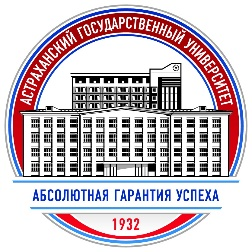 АСТРАХАНСКИЙ ГОСУДАРСТВЕННЫЙ УНИВЕРСИТЕТ
АБСОЛЮТНАЯ ГАРАНТИЯ УСПЕХА
1932